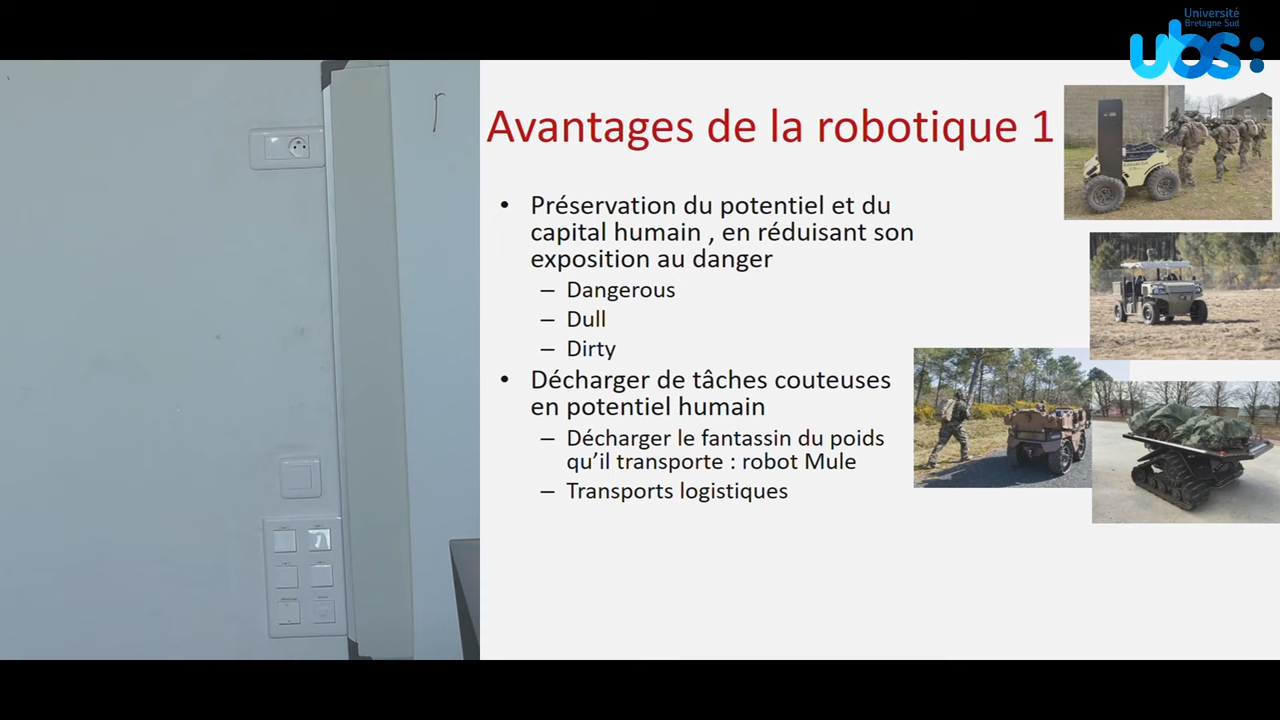 Université
Bretagne Sud
ubs:
Avantages de la robotique 1
• Préservation du potentiel et du
capital humain , en réduisant son
exposition au danger
– Dangerous
– Dull
– Dirty
• Décharger de tâches couteuses
en potentiel humain
– Décharger le fantassin du poids
qu’il transporte : robot Mule
– Transports logistiques